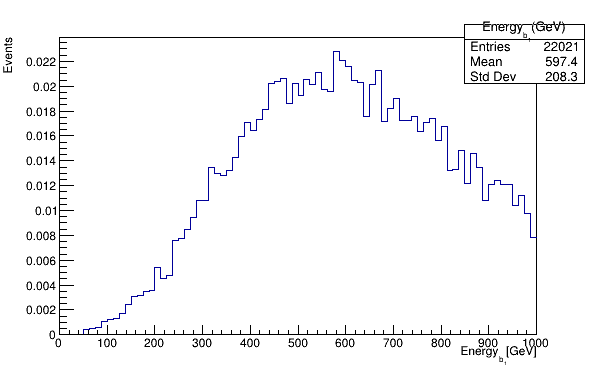 Energy_b_1(GeV)
Entries 22021
Mean 597.4
Std Dev 208.3
Events
0.022
0.02
0.018
0.016
0.014
0.012
0.01
0.008
0.006
0.004
0.002
0
0 100 200 300 400 500 600 700 800 900 1000
Energy_b_1[GeV]